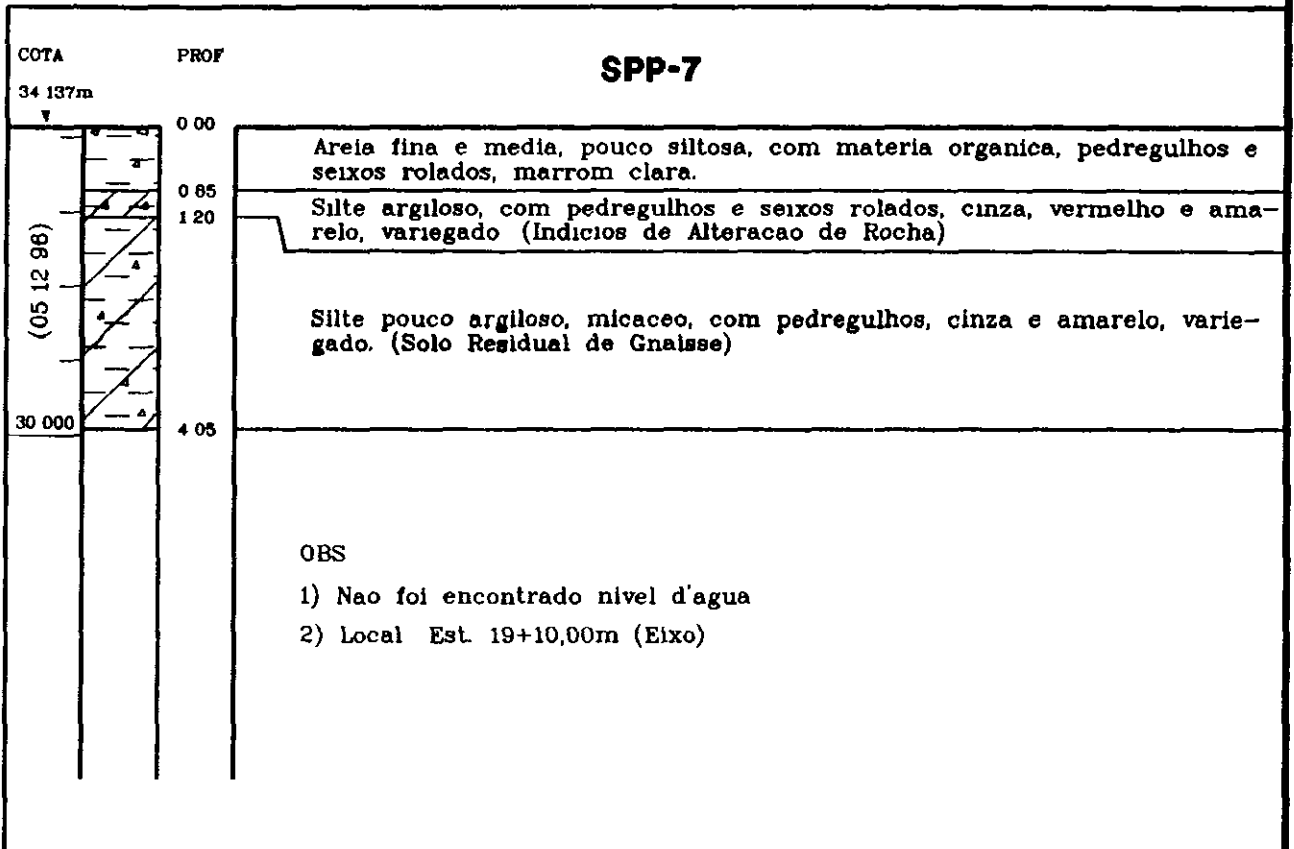 COTA
PROF
SPP-7
34 137m
0 00
Areia fina e media, pouco siltosa, com materia organica, pedregulhos e
seixos rolados, marrom clara.
0 85
Silte argiloso, com pedregulhos e seixos rolados, cinza, vermelho e ama-
relo, variegado (Indicios de Alteracao de Rocha)
1 20
(05 12 98)
Silte pouco argiloso, micaceo, com pedregulhos, cinza e amarelo, varie-
gado. (Solo Residual de Gnaisse)
30 000
4 05
OBS
1) Nao foi encontrado nivel d'agua
2) Local Est. 19+10,00m (Eixo)